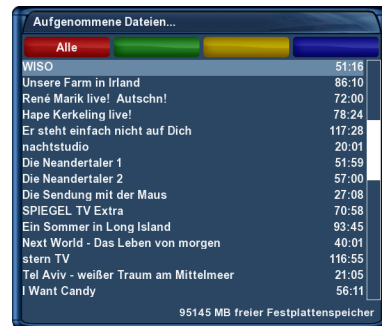 Aufgenommene Dateien...
Alle
WISO 51:16
Unsere Farm in Irland 86:10
René Marik live! Autschn! 72:00
Hape Kerkeling live! 78:24
Er steht einfach nicht auf Dich 117:28
nachtstudio 20:01
Die Neandertaler 1 51:59
Die Neandertaler 2 57:00
Die Sendung mit der Maus 27:08
SPIEGEL TV Extra 70:58
Ein Sommer in Long Island 93:45
Next World - Das Leben von morgen 40:01
stern TV 116:55
Tel Aviv - weißer Traum am Mittelmeer 21:05
I Want Candy 56:11
95145 MB freier Festplattenspeicher